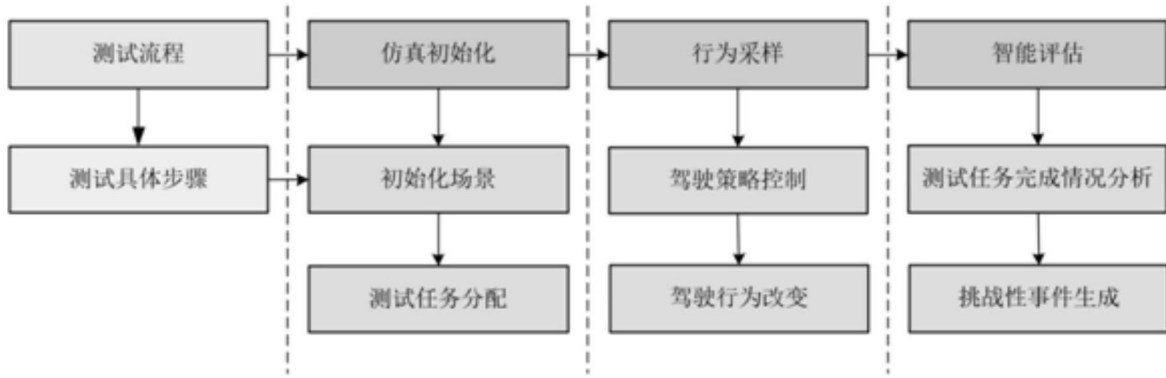 测试流程
仿真初始化
行为采样
智能评估
测试具体步骤
初始化场景
驾驶策略控制
测试任务完成情况分析
测试任务分配
驾驶行为改变
挑战性事件生成